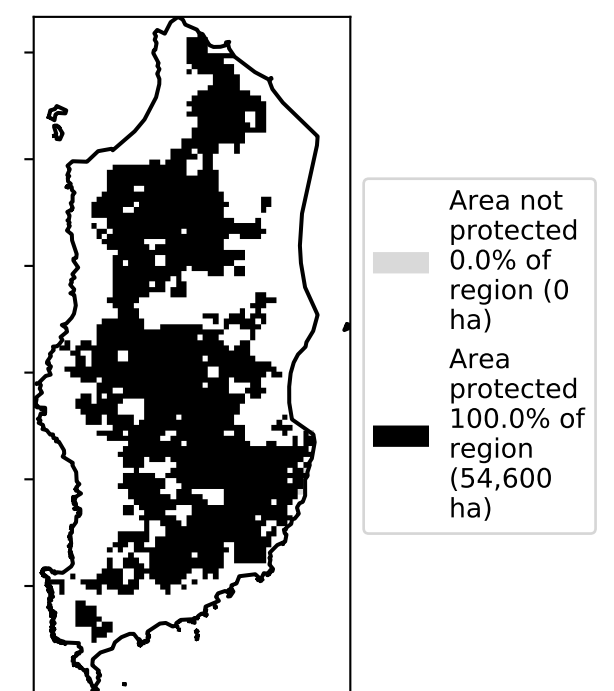 Area not
protected
0.0% of
region (0
ha)
Area
protected
100.0% of
region
(54,600
ha)